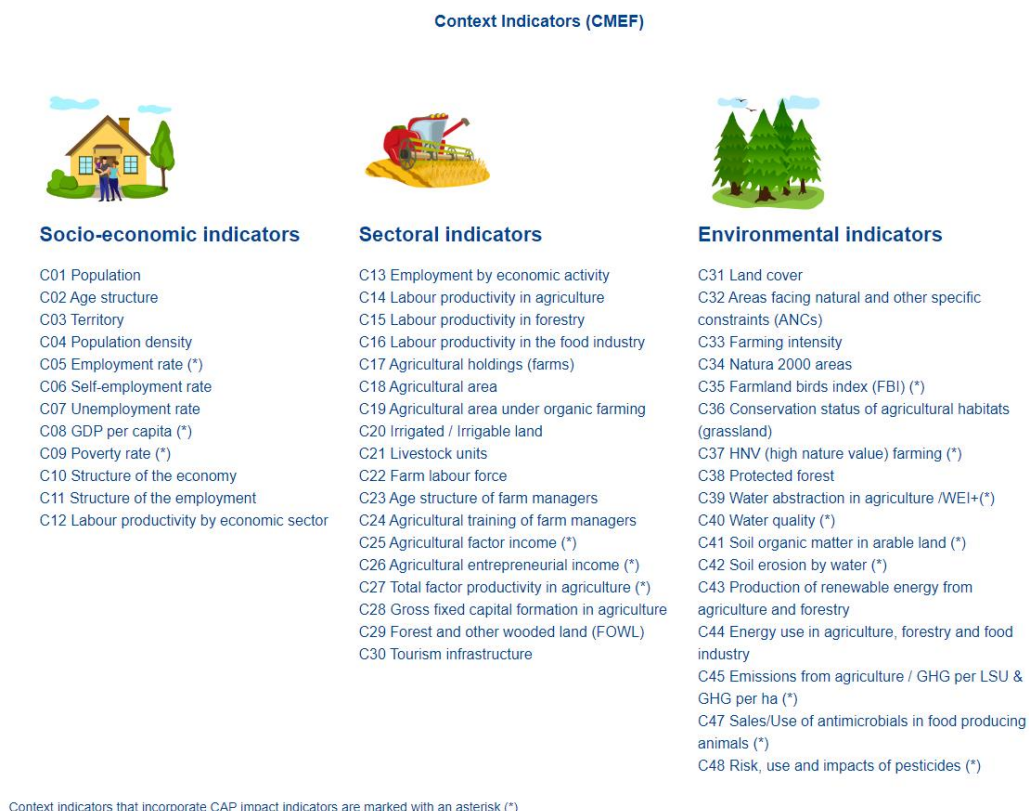 Context Indicators (CMEF)
Socio-economic indicators
C01 Population
C02 Age structure
C03 Territory
C04 Population density
C05 Employment rate (*)
C06 Self-employment rate
C07 Unemployment rate
C08 GDP per capita (*)
C09 Poverty rate (*)
C10 Structure of the economy
C11 Structure of the employment
C12 Labour productivity by economic sector
Sectoral indicators
C13 Employment by economic activity
C14 Labour productivity in agriculture
C15 Labour productivity in forestry
C16 Labour productivity in the food industry
C17 Agricultural holdings (farms)
C18 Agricultural area
C19 Agricultural area under organic farming
C20 Irrigated / Irrigable land
C21 Livestock units
C22 Farm labour force
C23 Age structure of farm managers
C24 Agricultural training of farm managers
C25 Agricultural factor income (*)
C26 Agricultural entrepreneurial income (*)
C27 Total factor productivity in agriculture (*)
C28 Gross fixed capital formation in agriculture
C29 Forest and other wooded land (FOWL)
C30 Tourism infrastructure
Environmental indicators
C31 Land cover
C32 Areas facing natural and other specific
constraints (ANCs)
C33 Farming intensity
C34 Natura 2000 areas
C35 Farmland birds index (FBI) (*)
C36 Conservation status of agricultural habitats
(grassland)
C37 HNV (high nature value) farming (*)
C38 Protected forest
C39 Water abstraction in agriculture /WEI+(*)
C40 Water quality (*)
C41 Soil organic matter in arable land (*)
C42 Soil erosion by water (*)
C43 Production of renewable energy from
agriculture and forestry
C44 Energy use in agriculture, forestry and food
industry
C45 Emissions from agriculture / GHG per LSU &
GHG per ha (*)
C47 Sales/Use of antimicrobials in food producing
animals (*)
C48 Risk, use and impacts of pesticides (*)
Context indicators that incorporate CAP impact indicators are marked with an asterisk (*)